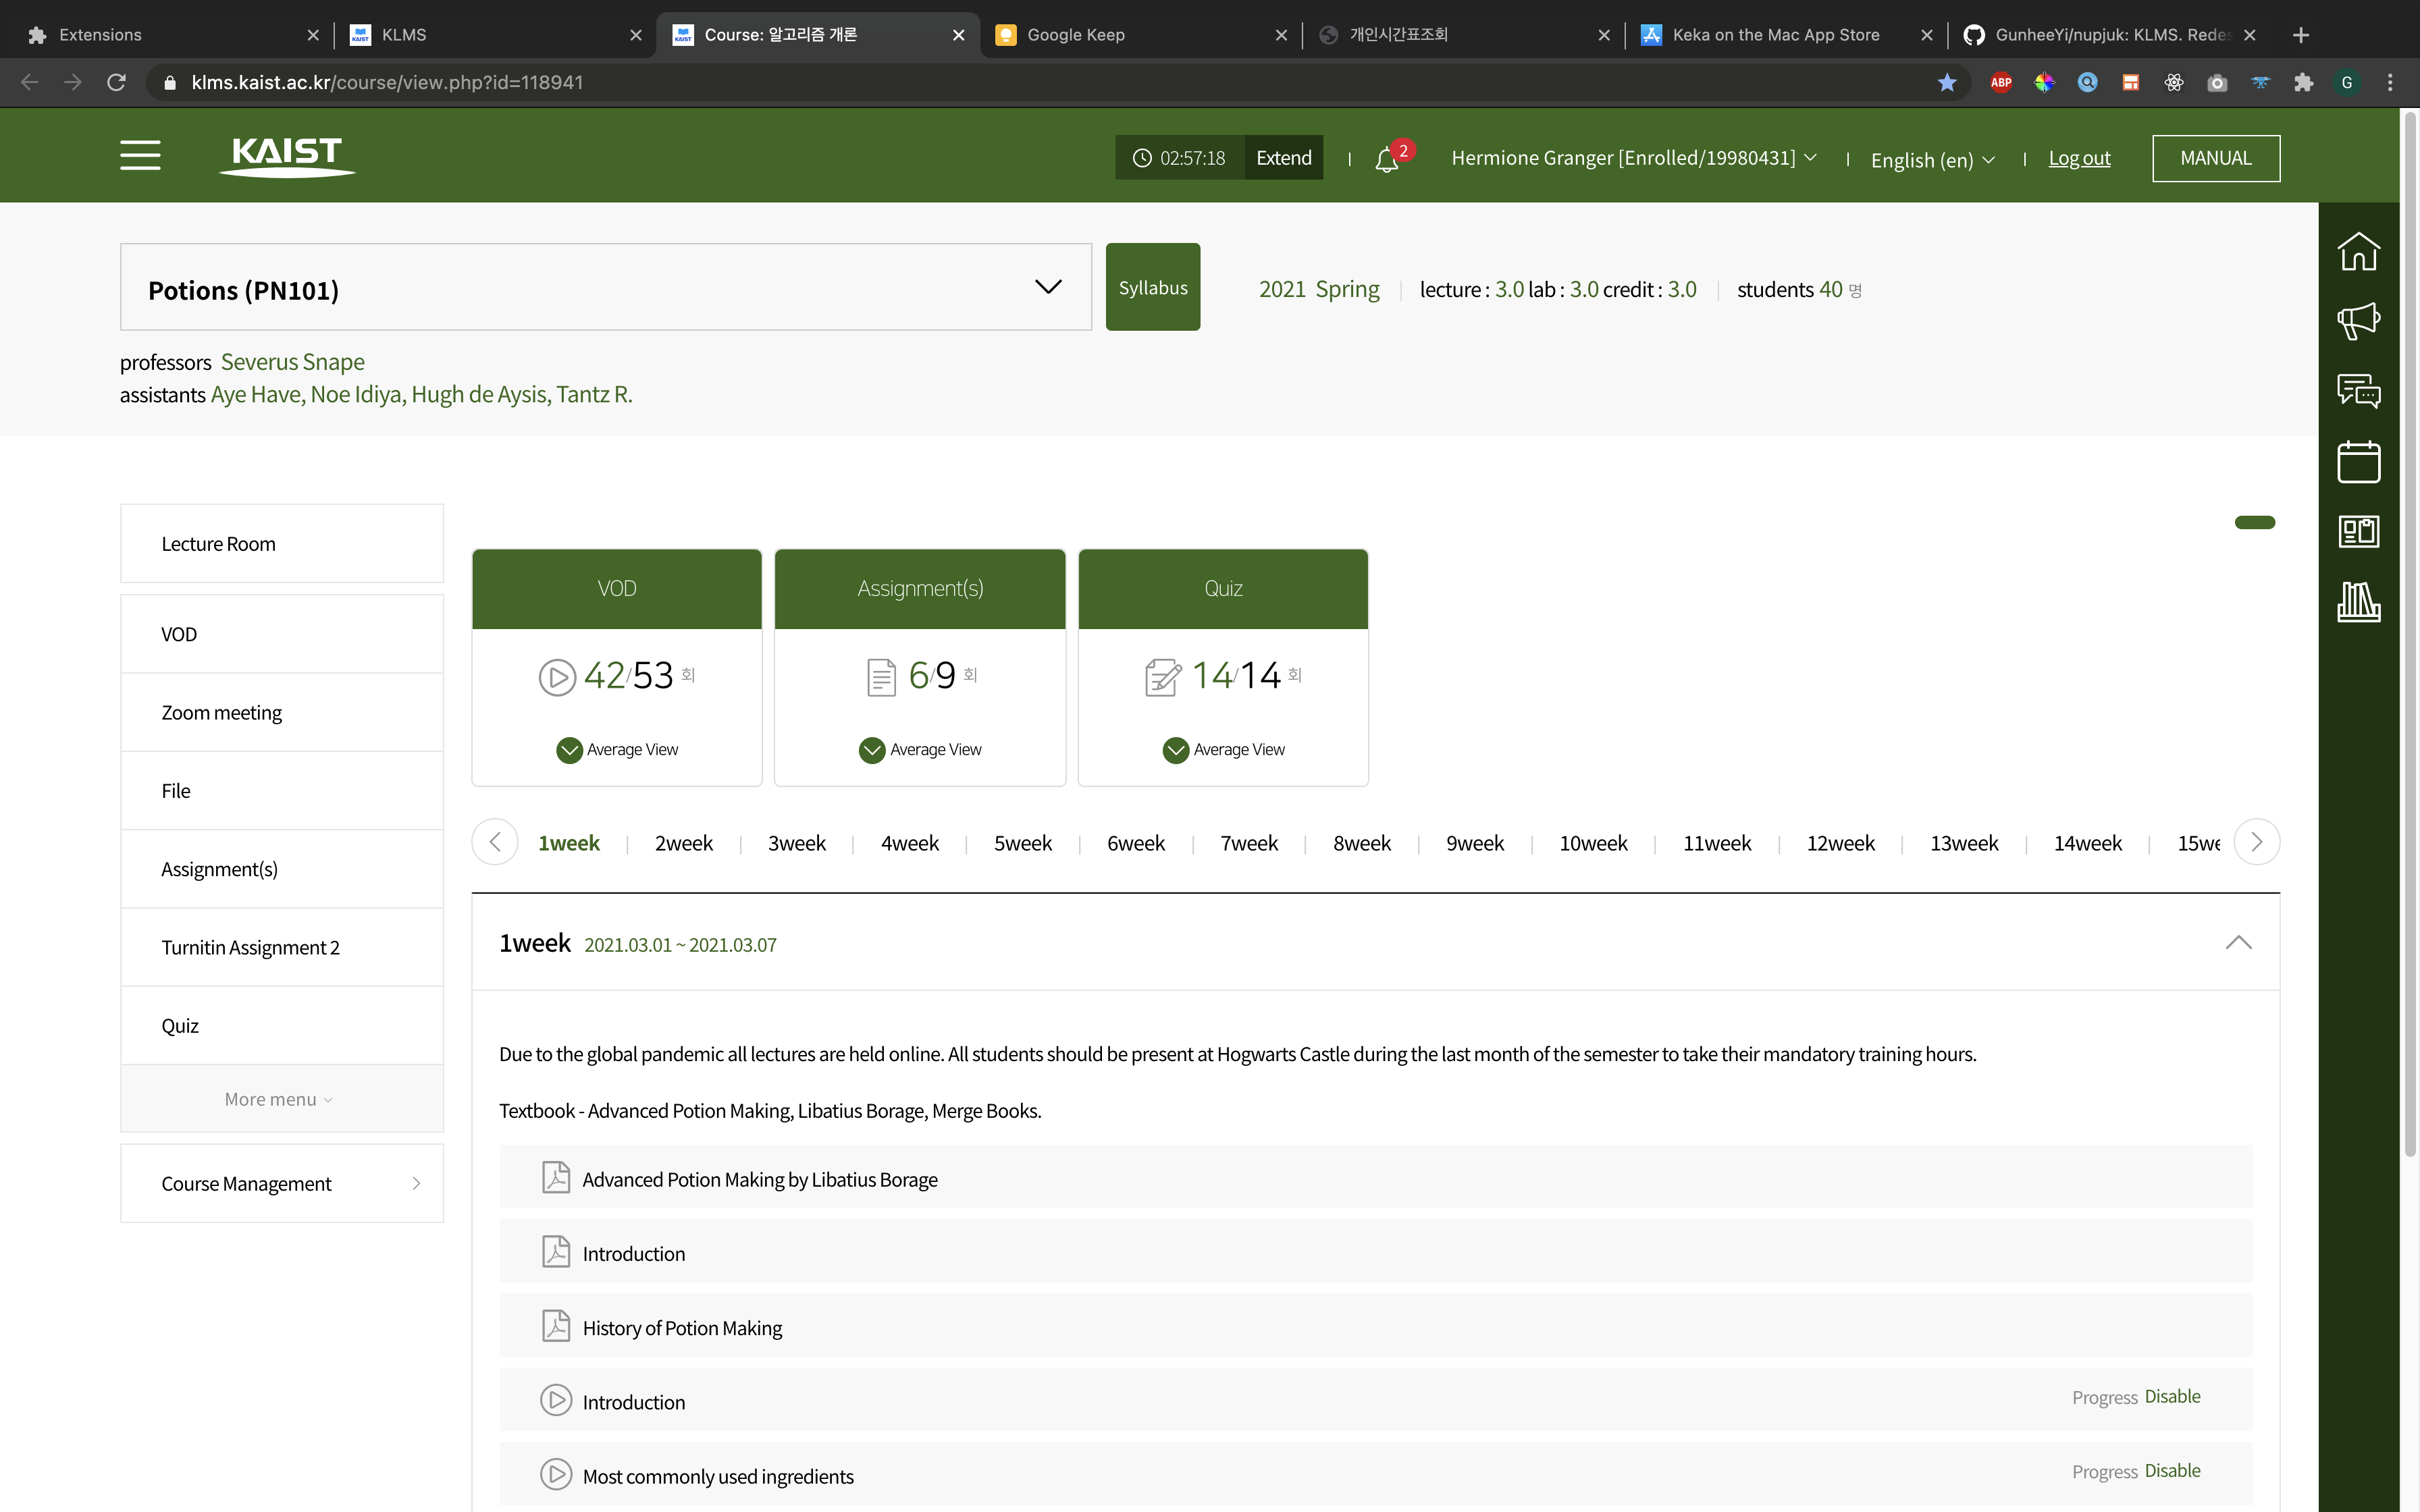 Extensions
KLMS
Course: 알고리즘 개론
Google Keep
개인시간표조회
Keka on the Mac App Store
GunheeYi/nupjuk: KLMS. Redes
klms.kaist.ac.kr/course/view.php?id=118941
ABP
G
KAIST
02:57:18 Extend
2
Hermione Granger [Enrolled/19980431]
English (en)
Log out
MANUAL
Potions (PN101)
Syllabus
2021 Spring
lecture : 3.0 lab : 3.0 credit : 3.0
students 40 명
professors Severus Snape
assistants Aye Have, Noe Idiya, Hugh de Aysis, Tantz R.
Lecture Room
VOD
Zoom meeting
File
Assignment(s)
Turnitin Assignment 2
Quiz
More menu
Course Management
VOD
42/53 회
Average View
Assignment(s)
6/9 회
Average View
Quiz
14/14 회
Average View
1week 2week 3week 4week 5week 6week 7week 8week 9week 10week 11week 12week 13week 14week 15we
1week 2021.03.01 ~ 2021.03.07
Due to the global pandemic all lectures are held online. All students should be present at Hogwarts Castle during the last month of the semester to take their mandatory training hours.
Textbook - Advanced Potion Making, Libatius Borage, Merge Books.
Advanced Potion Making by Libatius Borage
Introduction
History of Potion Making
Introduction Progress Disable
Most commonly used ingredients Progress Disable